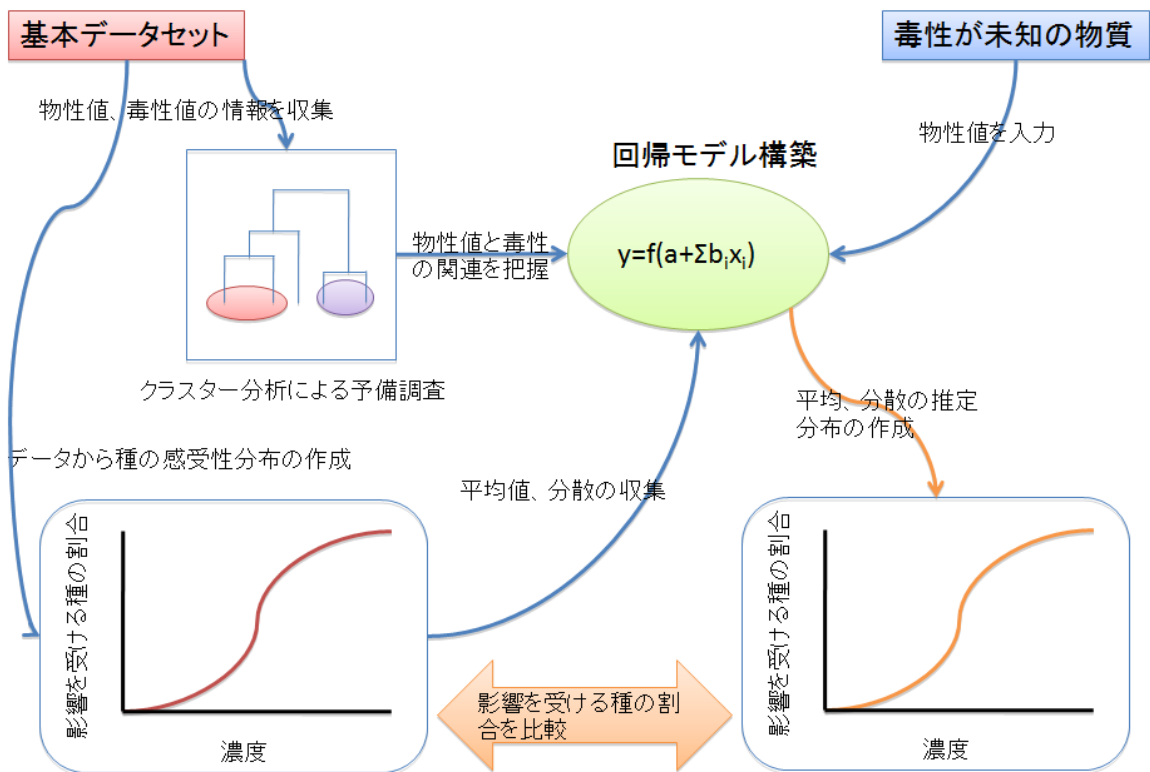 基本データセット
毒性が未知の物質
物性値、毒性値の情報を収集
物性値を入力
回帰モデル構築
y=f(a+Σbixi)
物性値と毒性
の関連を把握
クラスター分析による予備調査
平均、分散の推定
分布の作成
データから種の感受性分布の作成
平均値、分散の収集
影響を受ける種の割合
濃度
影響を受ける種の割
合を比較
影響を受ける種の割合
濃度